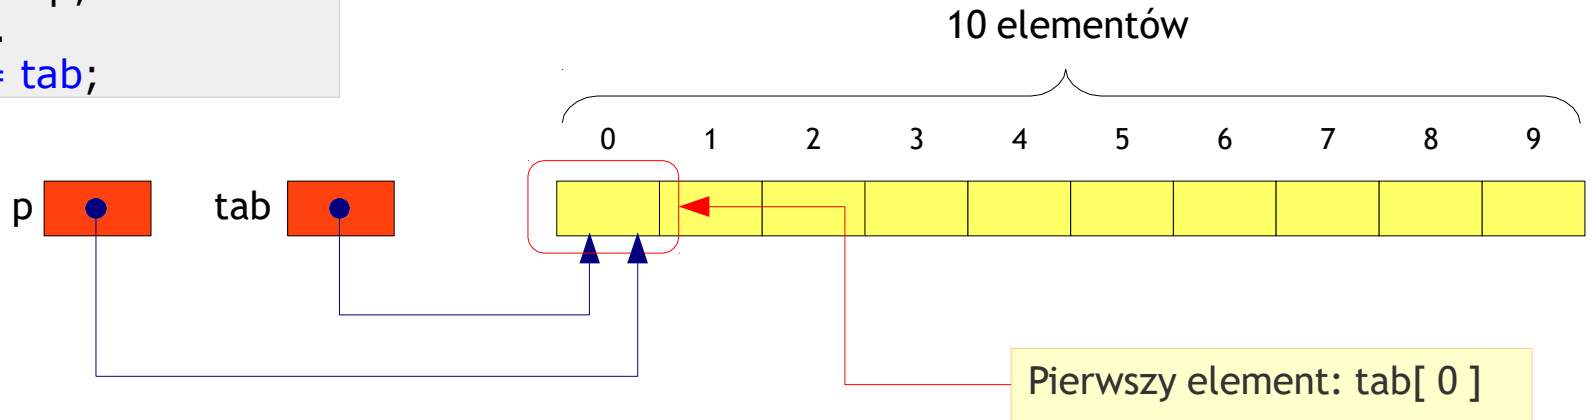 p;
.
= tab;
10 elementów
0 1 2 3 4 5 6 7 8 9
p tab
Pierwszy element: tab[ 0 ]